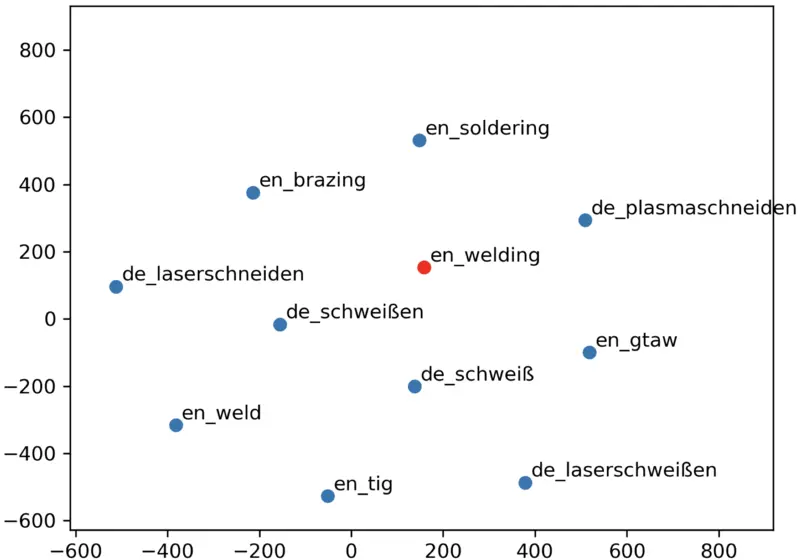 800
600
400
200
0
−200
−400
−600
en_soldering
en_brazing
de_plasmaschneiden
en_welding
de_laserschneiden
de_schweißen
en_gtaw
de_schweiß
en_weld
de_laserschweißen
en_tig
−600 −400 −200 0 200 400 600 800